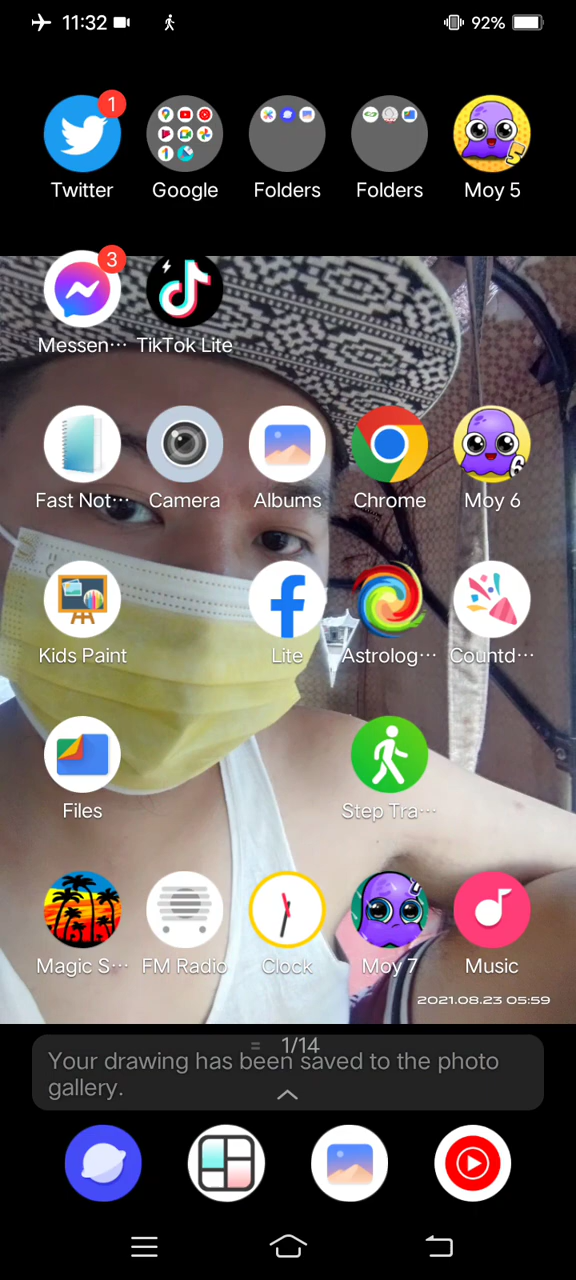 11:32
92%
1
Twitter
Google
Folders
Folders
5
Moy 5
3
Messen···
TikTok Lite
Fast Not···
Camera
Albums
Chrome
6
Moy 6
Kids Paint
Lite
Astrolog···
Countd···
Files
Step Tra···
Magic S···
FM Radio
Clock
Moy 7
Music
2021.08.23 05:59
1/14
Your drawing has been saved to the photo
gallery.